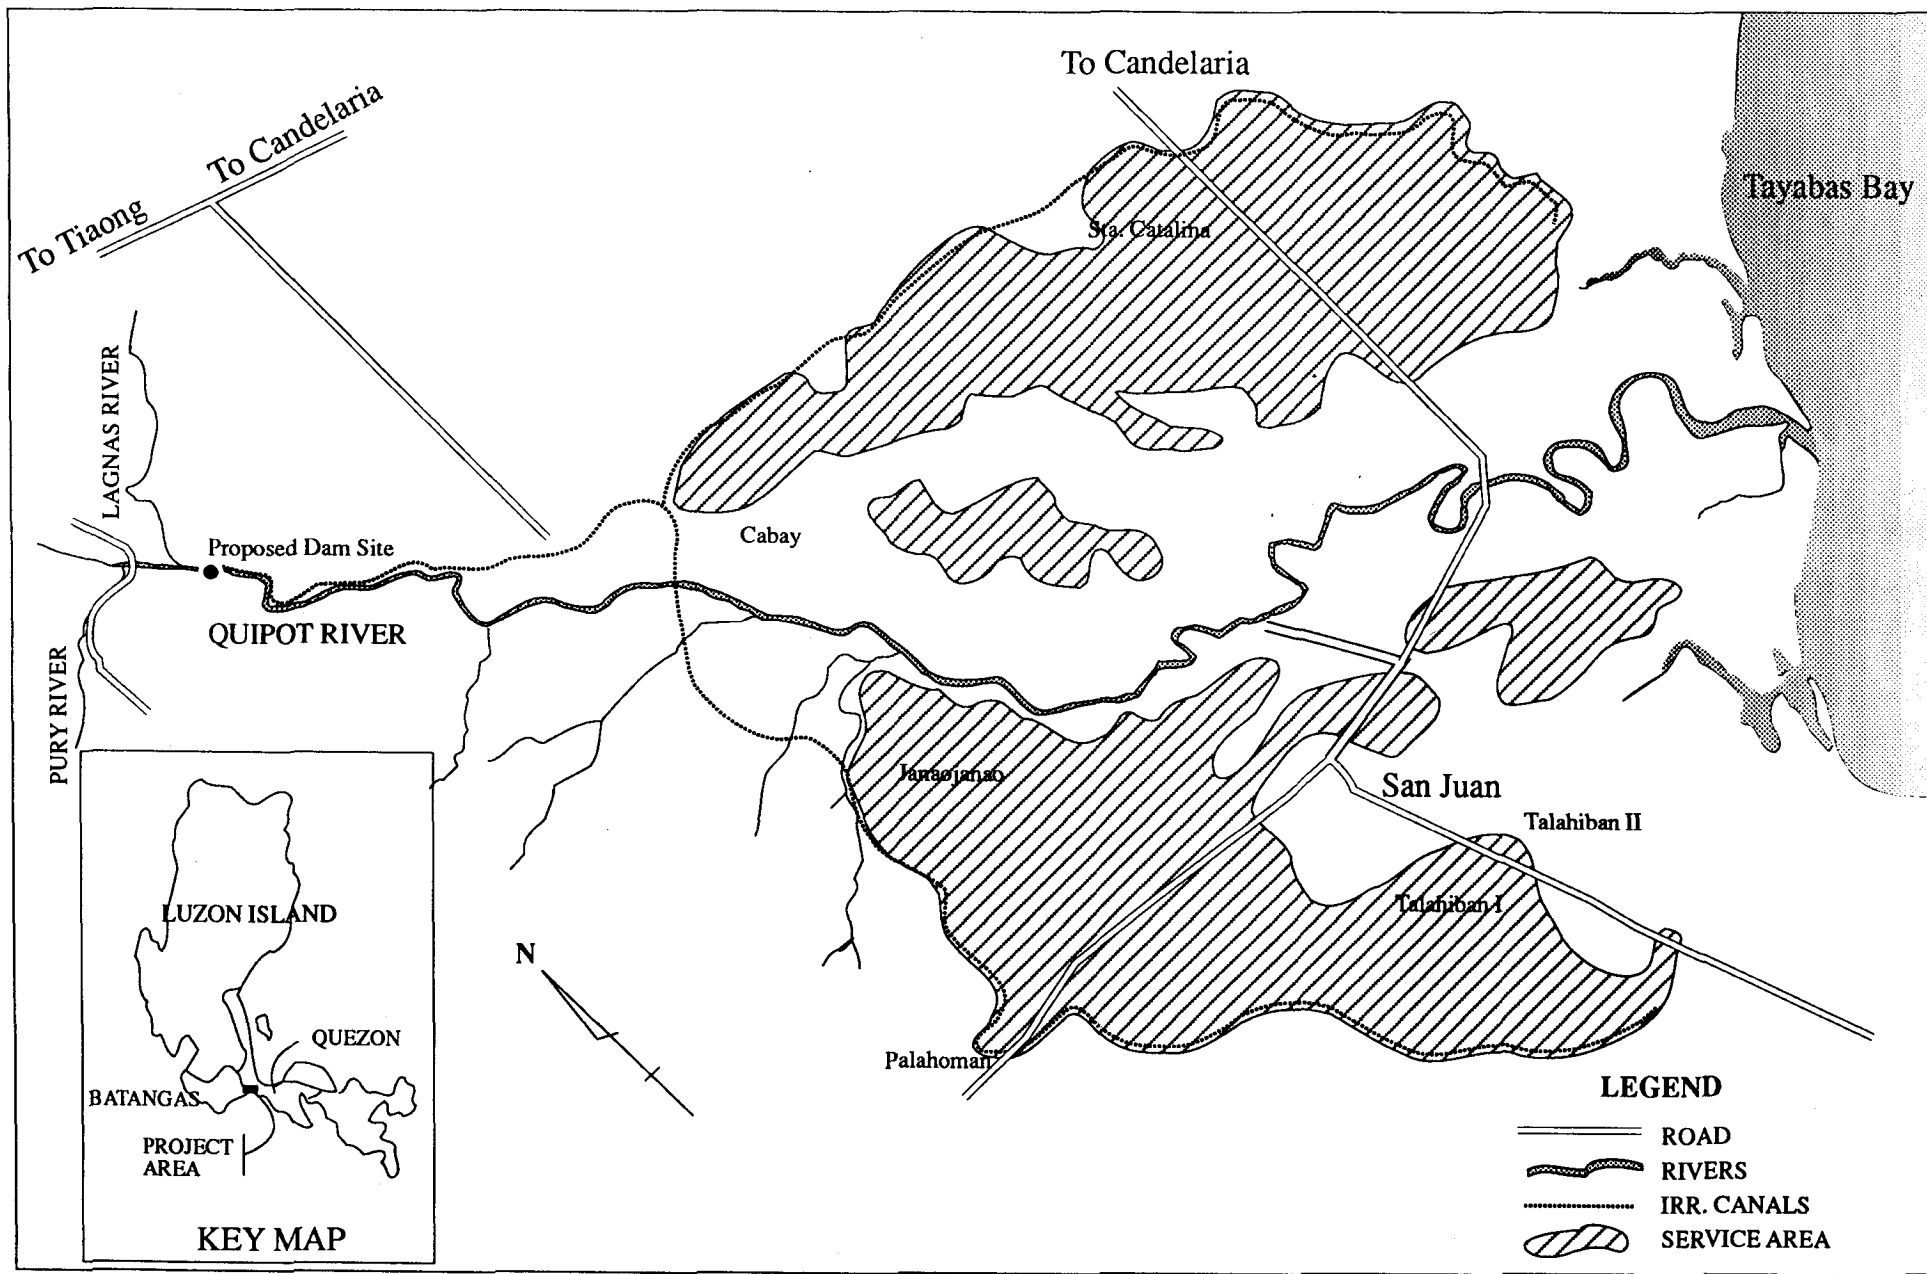 To Candelaria
To Candelaria
To Tiaong
Tayabas Bay
Sta. Catalina
LAGNAS RIVER
Proposed Dam Site
Cabay
QUIPOT RIVER
PURY RIVER
Janaojanao
San Juan
Talahiban II
Talahiban I
Palahoman
N
LUZON ISLAND
QUEZON
BATANGAS
PROJECT
AREA
KEY MAP
LEGEND
ROAD
RIVERS
IRR. CANALS
SERVICE AREA